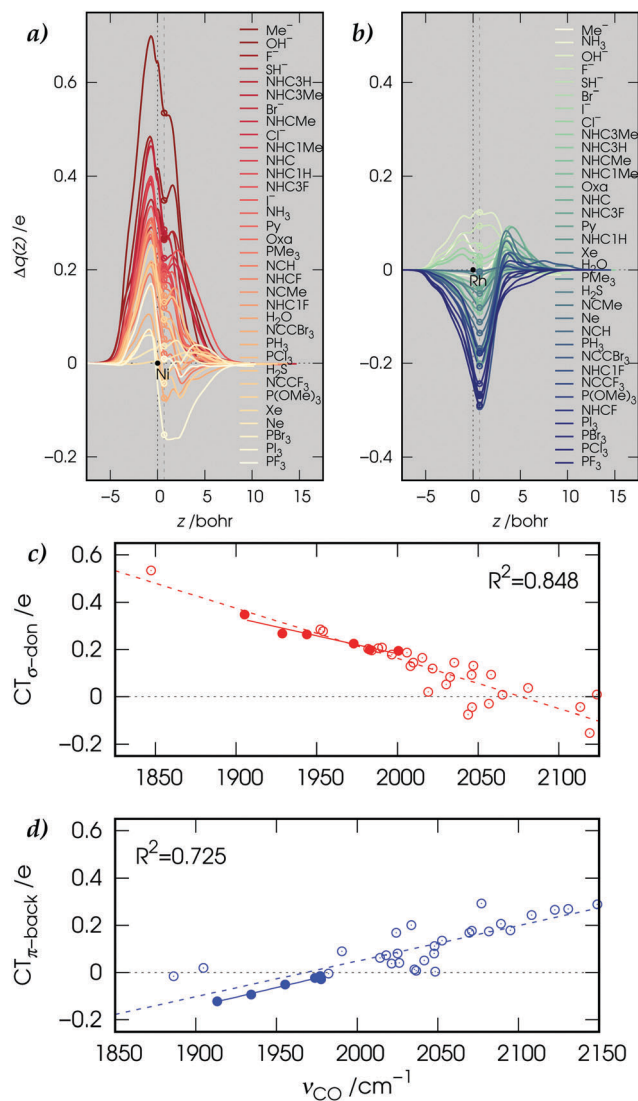 a)
Δq(z)/e
0.6
0.4
0.2
0
−0.2
−5
0
5
10
15
z /bohr
Ni
Me⁻
OH⁻
F⁻
SH⁻
NHC3H
NHC3Me
Br⁻
NHCMe
Cl⁻
NHC1Me
NHC
NHC1H
NHC3F
I⁻
NH₃
Py
Oxa
PMe₃
NCH
NHCF
NCMe
NHC1F
H₂O
NCCBr₃
PH₃
PCl₃
H₂S
NCCF₃
P(OMe)₃
Xe
Ne
PBr₃
PI₃
PF₃
b)
0.4
0.2
0
−0.2
−0.4
−5
0
5
10
15
z /bohr
Rh
Me⁻
NH₃
OH⁻
F⁻
SH⁻
Br⁻
I⁻
Cl⁻
NHC3Me
NHC3H
NHCMe
NHC1Me
Oxa
NHC
NHC3F
Py
NHC1H
Xe
H₂O
PMe₃
H₂S
NCMe
Ne
NCH
PH₃
NCCBr₃
NHC1F
NCCF₃
P(OMe)₃
NHCF
PI₃
PBr₃
PCl₃
PF₃
c)
R²=0.848
CTσ−don /e
0.6
0.4
0.2
0
−0.2
1850
1900
1950
2000
2050
2100
d)
R²=0.725
CTπ−back /e
0.6
0.4
0.2
0
−0.2
1850
1900
1950
2000
2050
2100
2150
νCO /cm⁻¹